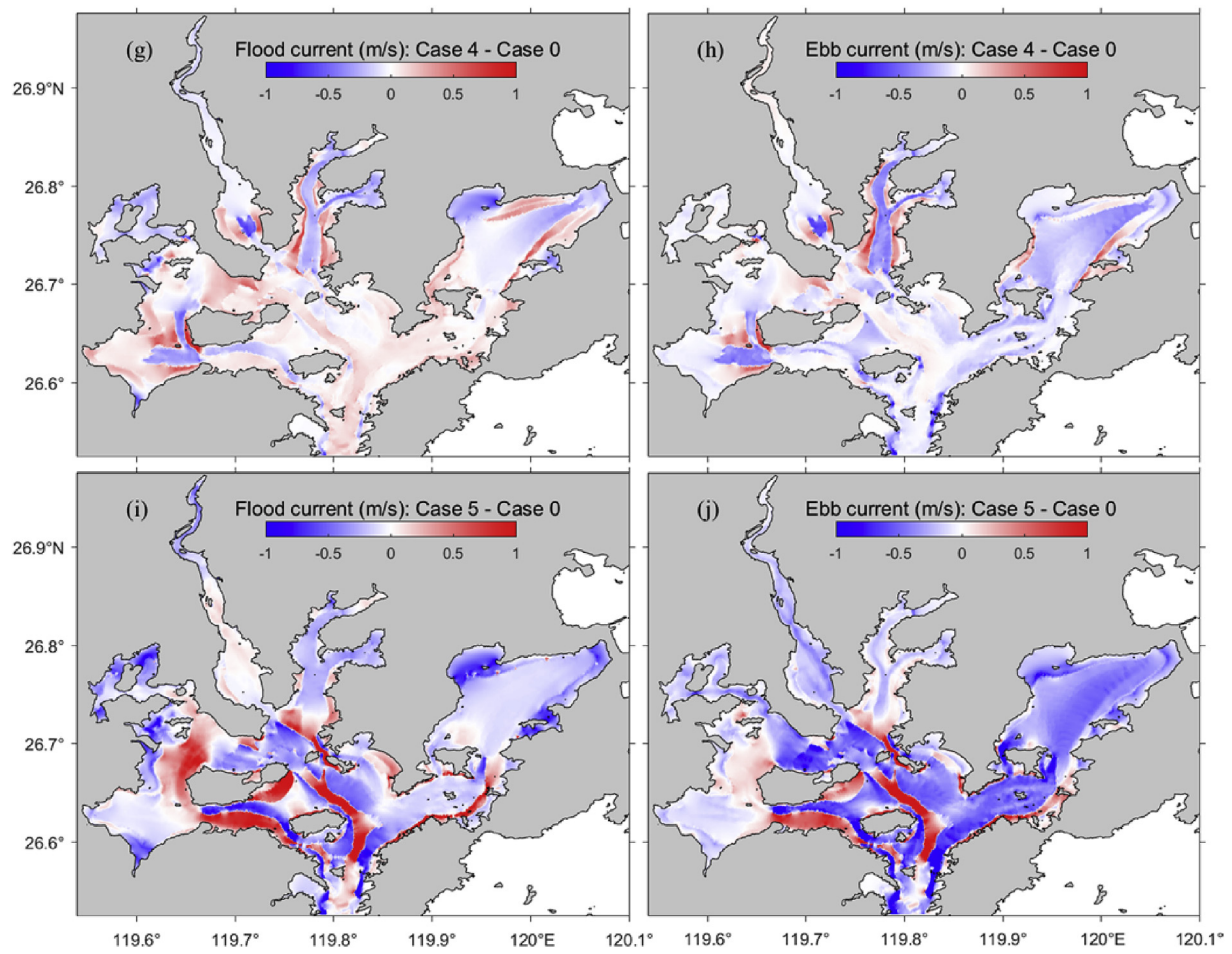 (g) Flood current (m/s): Case 4 - Case 0
-1 -0.5 0 0.5 1
(h) Ebb current (m/s): Case 4 - Case 0
-1 -0.5 0 0.5 1
26.9°N
26.8°
26.7°
26.6°
(i) Flood current (m/s): Case 5 - Case 0
-1 -0.5 0 0.5 1
(j) Ebb current (m/s): Case 5 - Case 0
-1 -0.5 0 0.5 1
26.9°N
26.8°
26.7°
26.6°
119.6° 119.7° 119.8° 119.9° 120°E 120.1°
119.6° 119.7° 119.8° 119.9° 120°E 120.1°